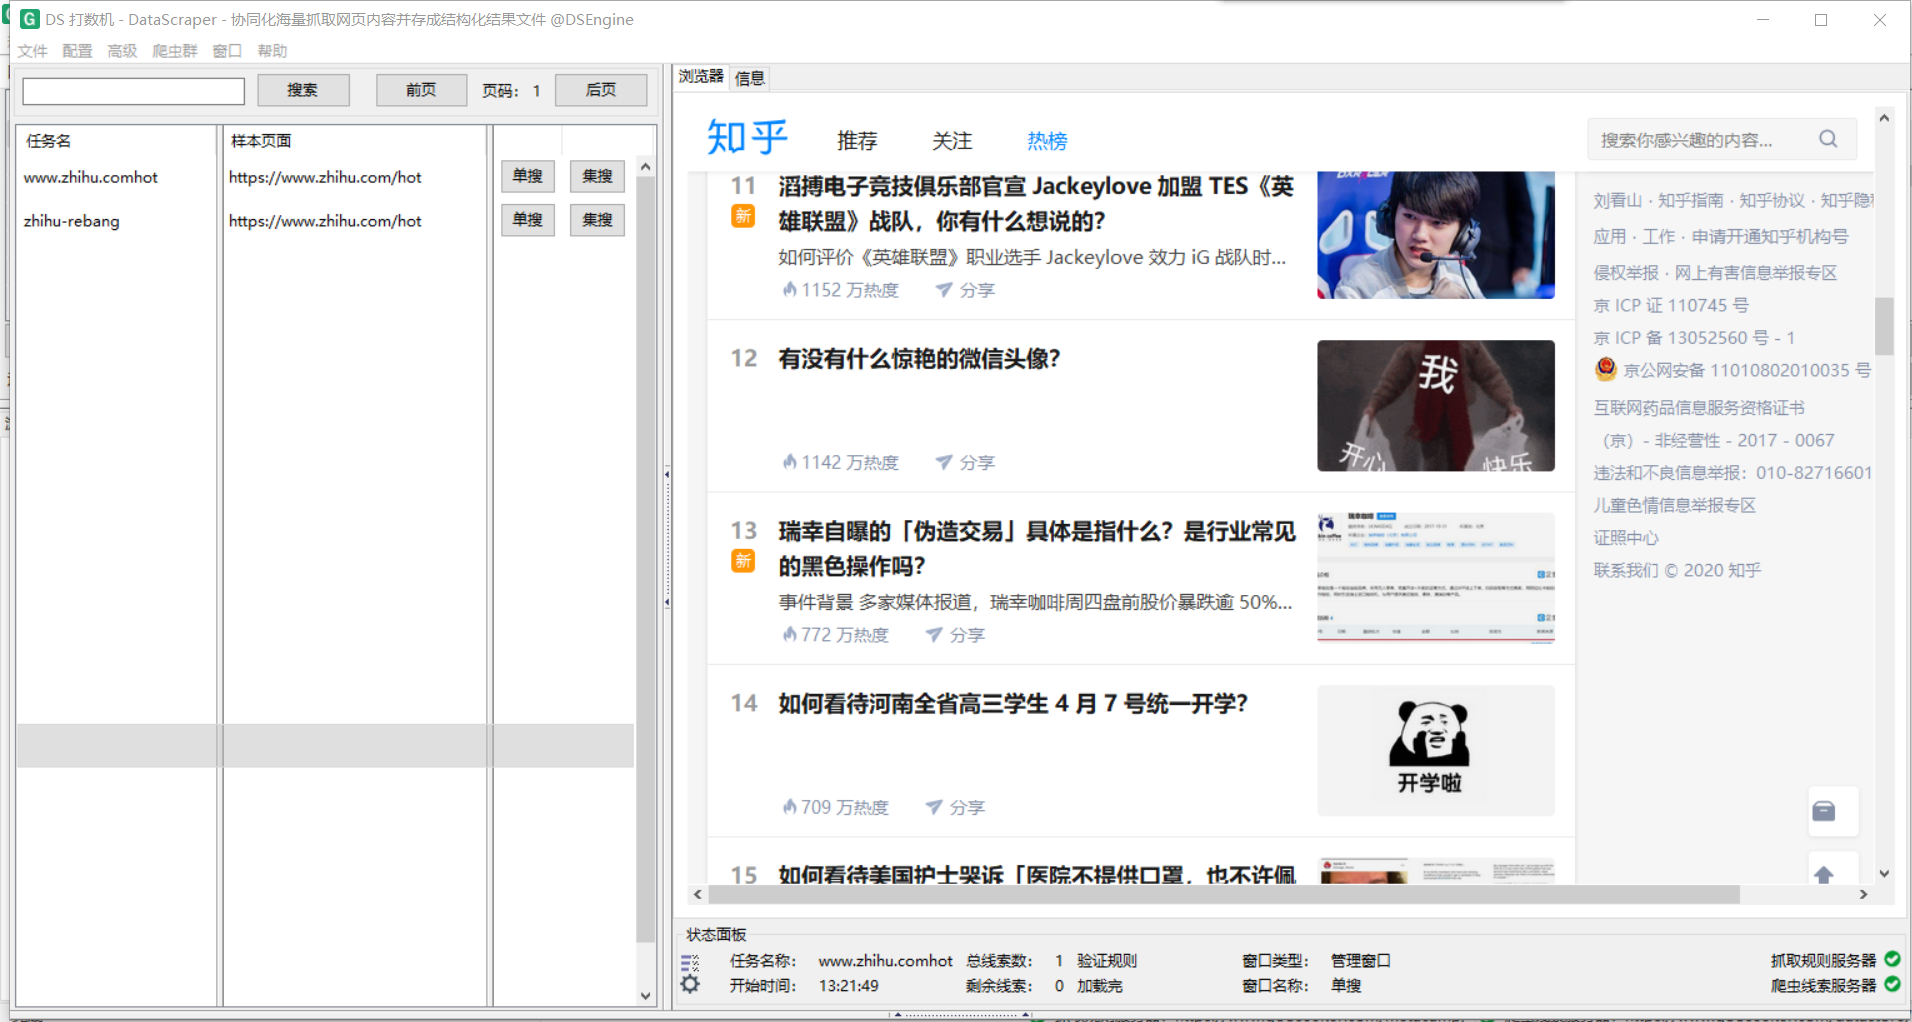 DS 打数机 - DataScraper - 协同化海量抓取网页内容并存成结构化结果文件 @DSEngine
文件 配置 高级 爬虫群 窗口 帮助
搜索 前页 页码： 1 后页
任务名 样本页面
www.zhihu.comhot https://www.zhihu.com/hot 单搜 集搜
zhihu-rebang https://www.zhihu.com/hot 单搜 集搜
浏览器 信息
知乎 推荐 关注 热榜 搜索你感兴趣的内容...
11 滔搏电子竞技俱乐部官宣 Jackeylove 加盟 TES《英
新 雄联盟》战队，你有什么想说的？
如何评价《英雄联盟》职业选手 Jackeylove 效力 iG 战队时...
1152 万热度 分享
12 有没有什么惊艳的微信头像？
我
开心 快乐
1142 万热度 分享
13 瑞幸自曝的「伪造交易」具体是指什么？是行业常见
新 的黑色操作吗？
事件背景 多家媒体报道，瑞幸咖啡周四盘前股价暴跌逾 50%...
772 万热度 分享
瑞幸咖啡
14 如何看待河南全省高三学生 4 月 7 号统一开学？
开学啦
709 万热度 分享
15 如何看待美国护士哭诉「医院不提供口罩，也不许佩
刘看山 · 知乎指南 · 知乎协议 · 知乎隐私
应用 · 工作 · 申请开通知乎机构号
侵权举报 · 网上有害信息举报专区
京 ICP 证 110745 号
京 ICP 备 13052560 号 - 1
京公网安备 11010802010035 号
互联网药品信息服务资格证书
（京）- 非经营性 - 2017 - 0067
违法和不良信息举报：010-82716601
儿童色情信息举报专区
证照中心
联系我们 © 2020 知乎
状态面板
任务名称： www.zhihu.comhot 总线索数： 1 验证规则 窗口类型： 管理窗口 抓取规则服务器
开始时间： 13:21:49 剩余线索： 0 加载完 窗口名称： 单搜 爬虫线索服务器